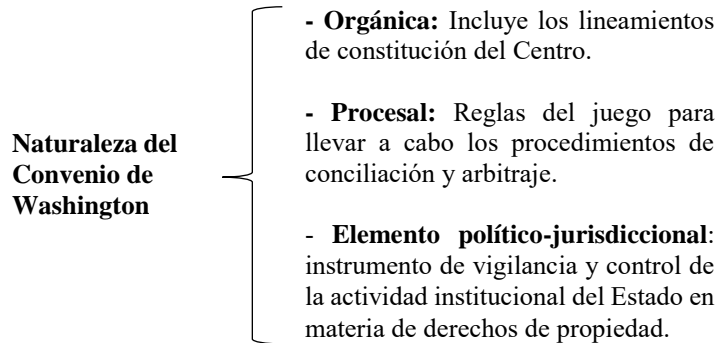 Naturaleza del
Convenio de
Washington
- Orgánica: Incluye los lineamientos
de constitución del Centro.
- Procesal: Reglas del juego para
llevar a cabo los procedimientos de
conciliación y arbitraje.
- Elemento político-jurisdiccional:
instrumento de vigilancia y control de
la actividad institucional del Estado en
materia de derechos de propiedad.